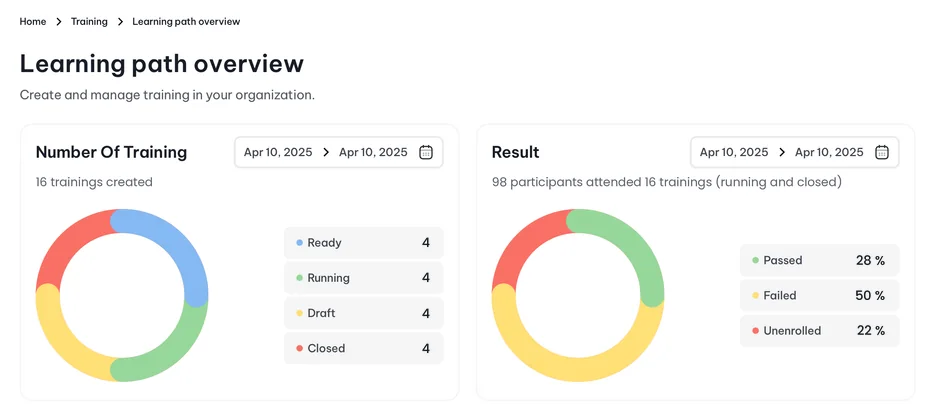 Home > Training > Learning path overview
Learning path overview
Create and manage training in your organization.
Number Of Training
Apr 10, 2025 > Apr 10, 2025
16 trainings created
Ready 4
Running 4
Draft 4
Closed 4
Result
Apr 10, 2025 > Apr 10, 2025
98 participants attended 16 trainings (running and closed)
Passed 28 %
Failed 50 %
Unenrolled 22 %